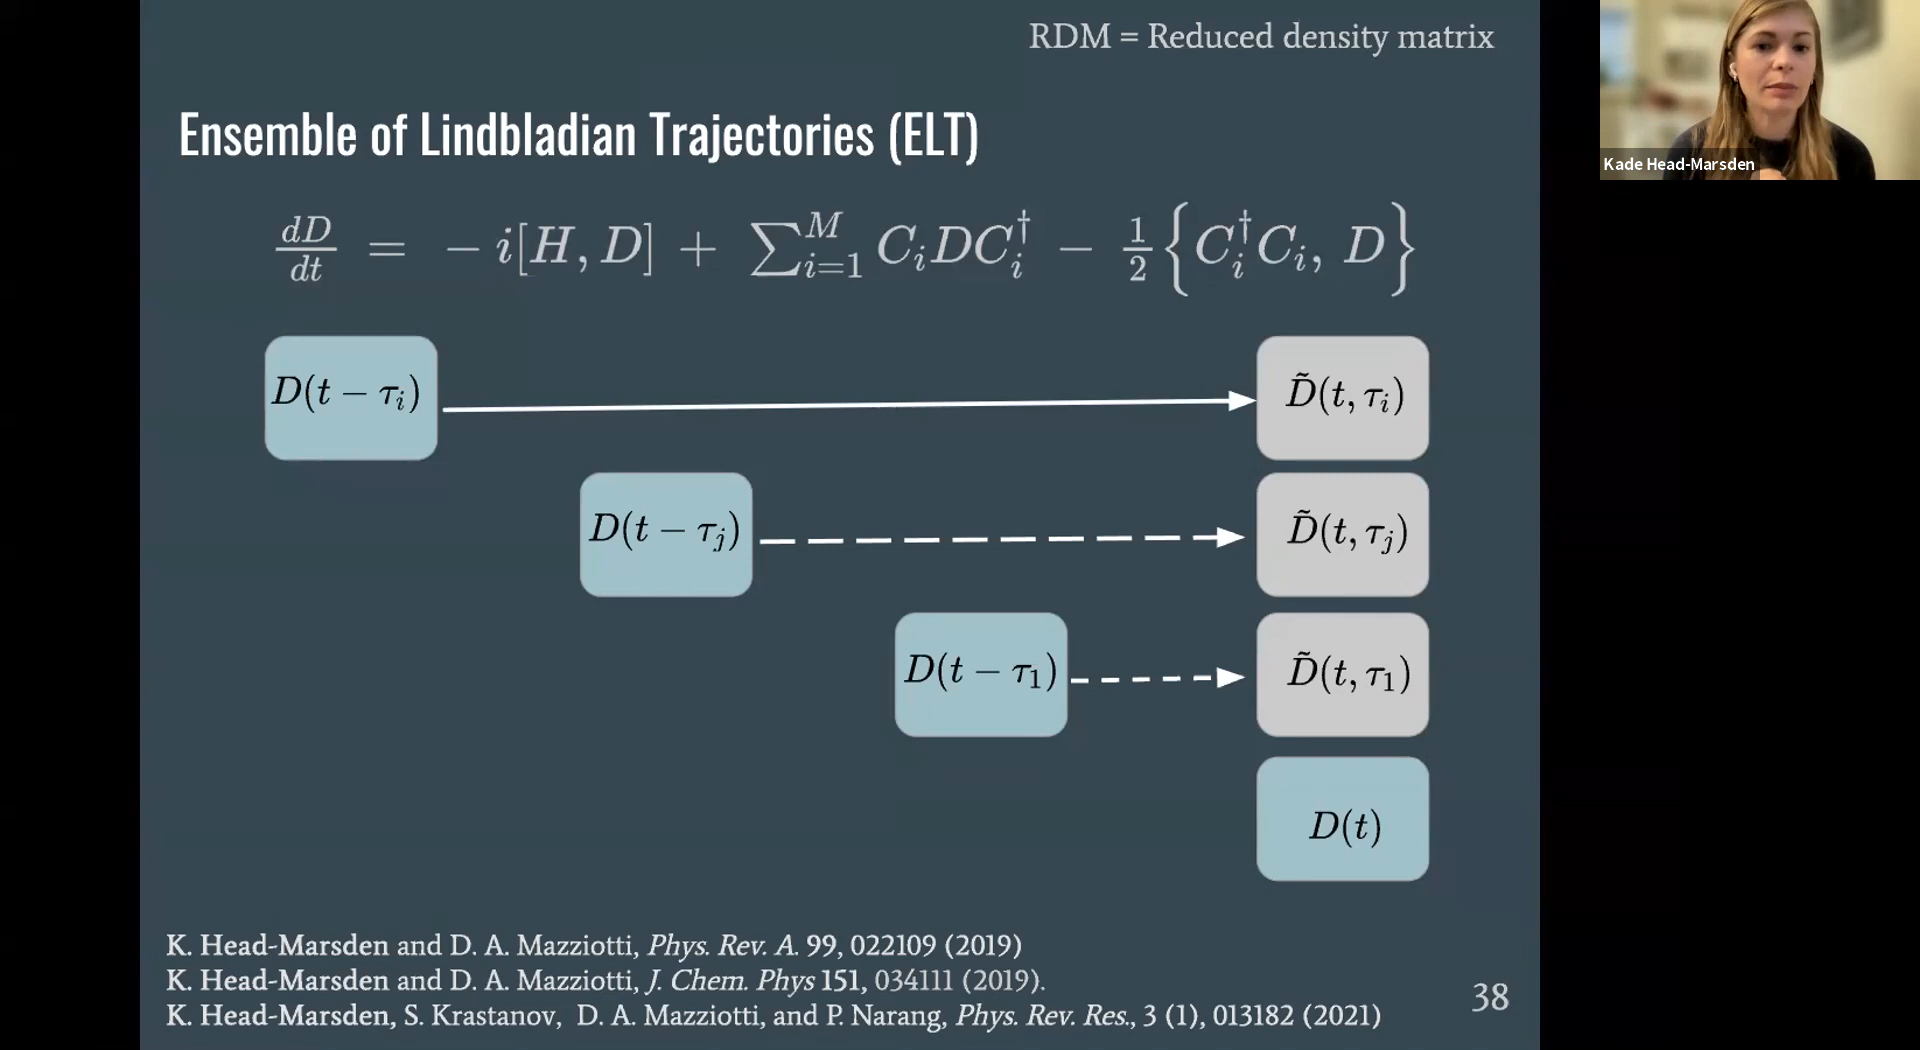 RDM = Reduced density matrix
Kade Head-Marsden
Ensemble of Lindbladian Trajectories (ELT)
dD/dt = − i[H, D] + ∑_{i=1}^{M} C_i D C_i^† − 1/2 { C_i^† C_i, D }
D(t − τ_i)
D̃(t, τ_i)
D(t − τ_j)
D̃(t, τ_j)
D(t − τ_1)
D̃(t, τ_1)
D(t)
K. Head-Marsden and D. A. Mazziotti, Phys. Rev. A. 99, 022109 (2019)
K. Head-Marsden and D. A. Mazziotti, J. Chem. Phys 151, 034111 (2019).
K. Head-Marsden, S. Krastanov, D. A. Mazziotti, and P. Narang, Phys. Rev. Res., 3 (1), 013182 (2021)
38